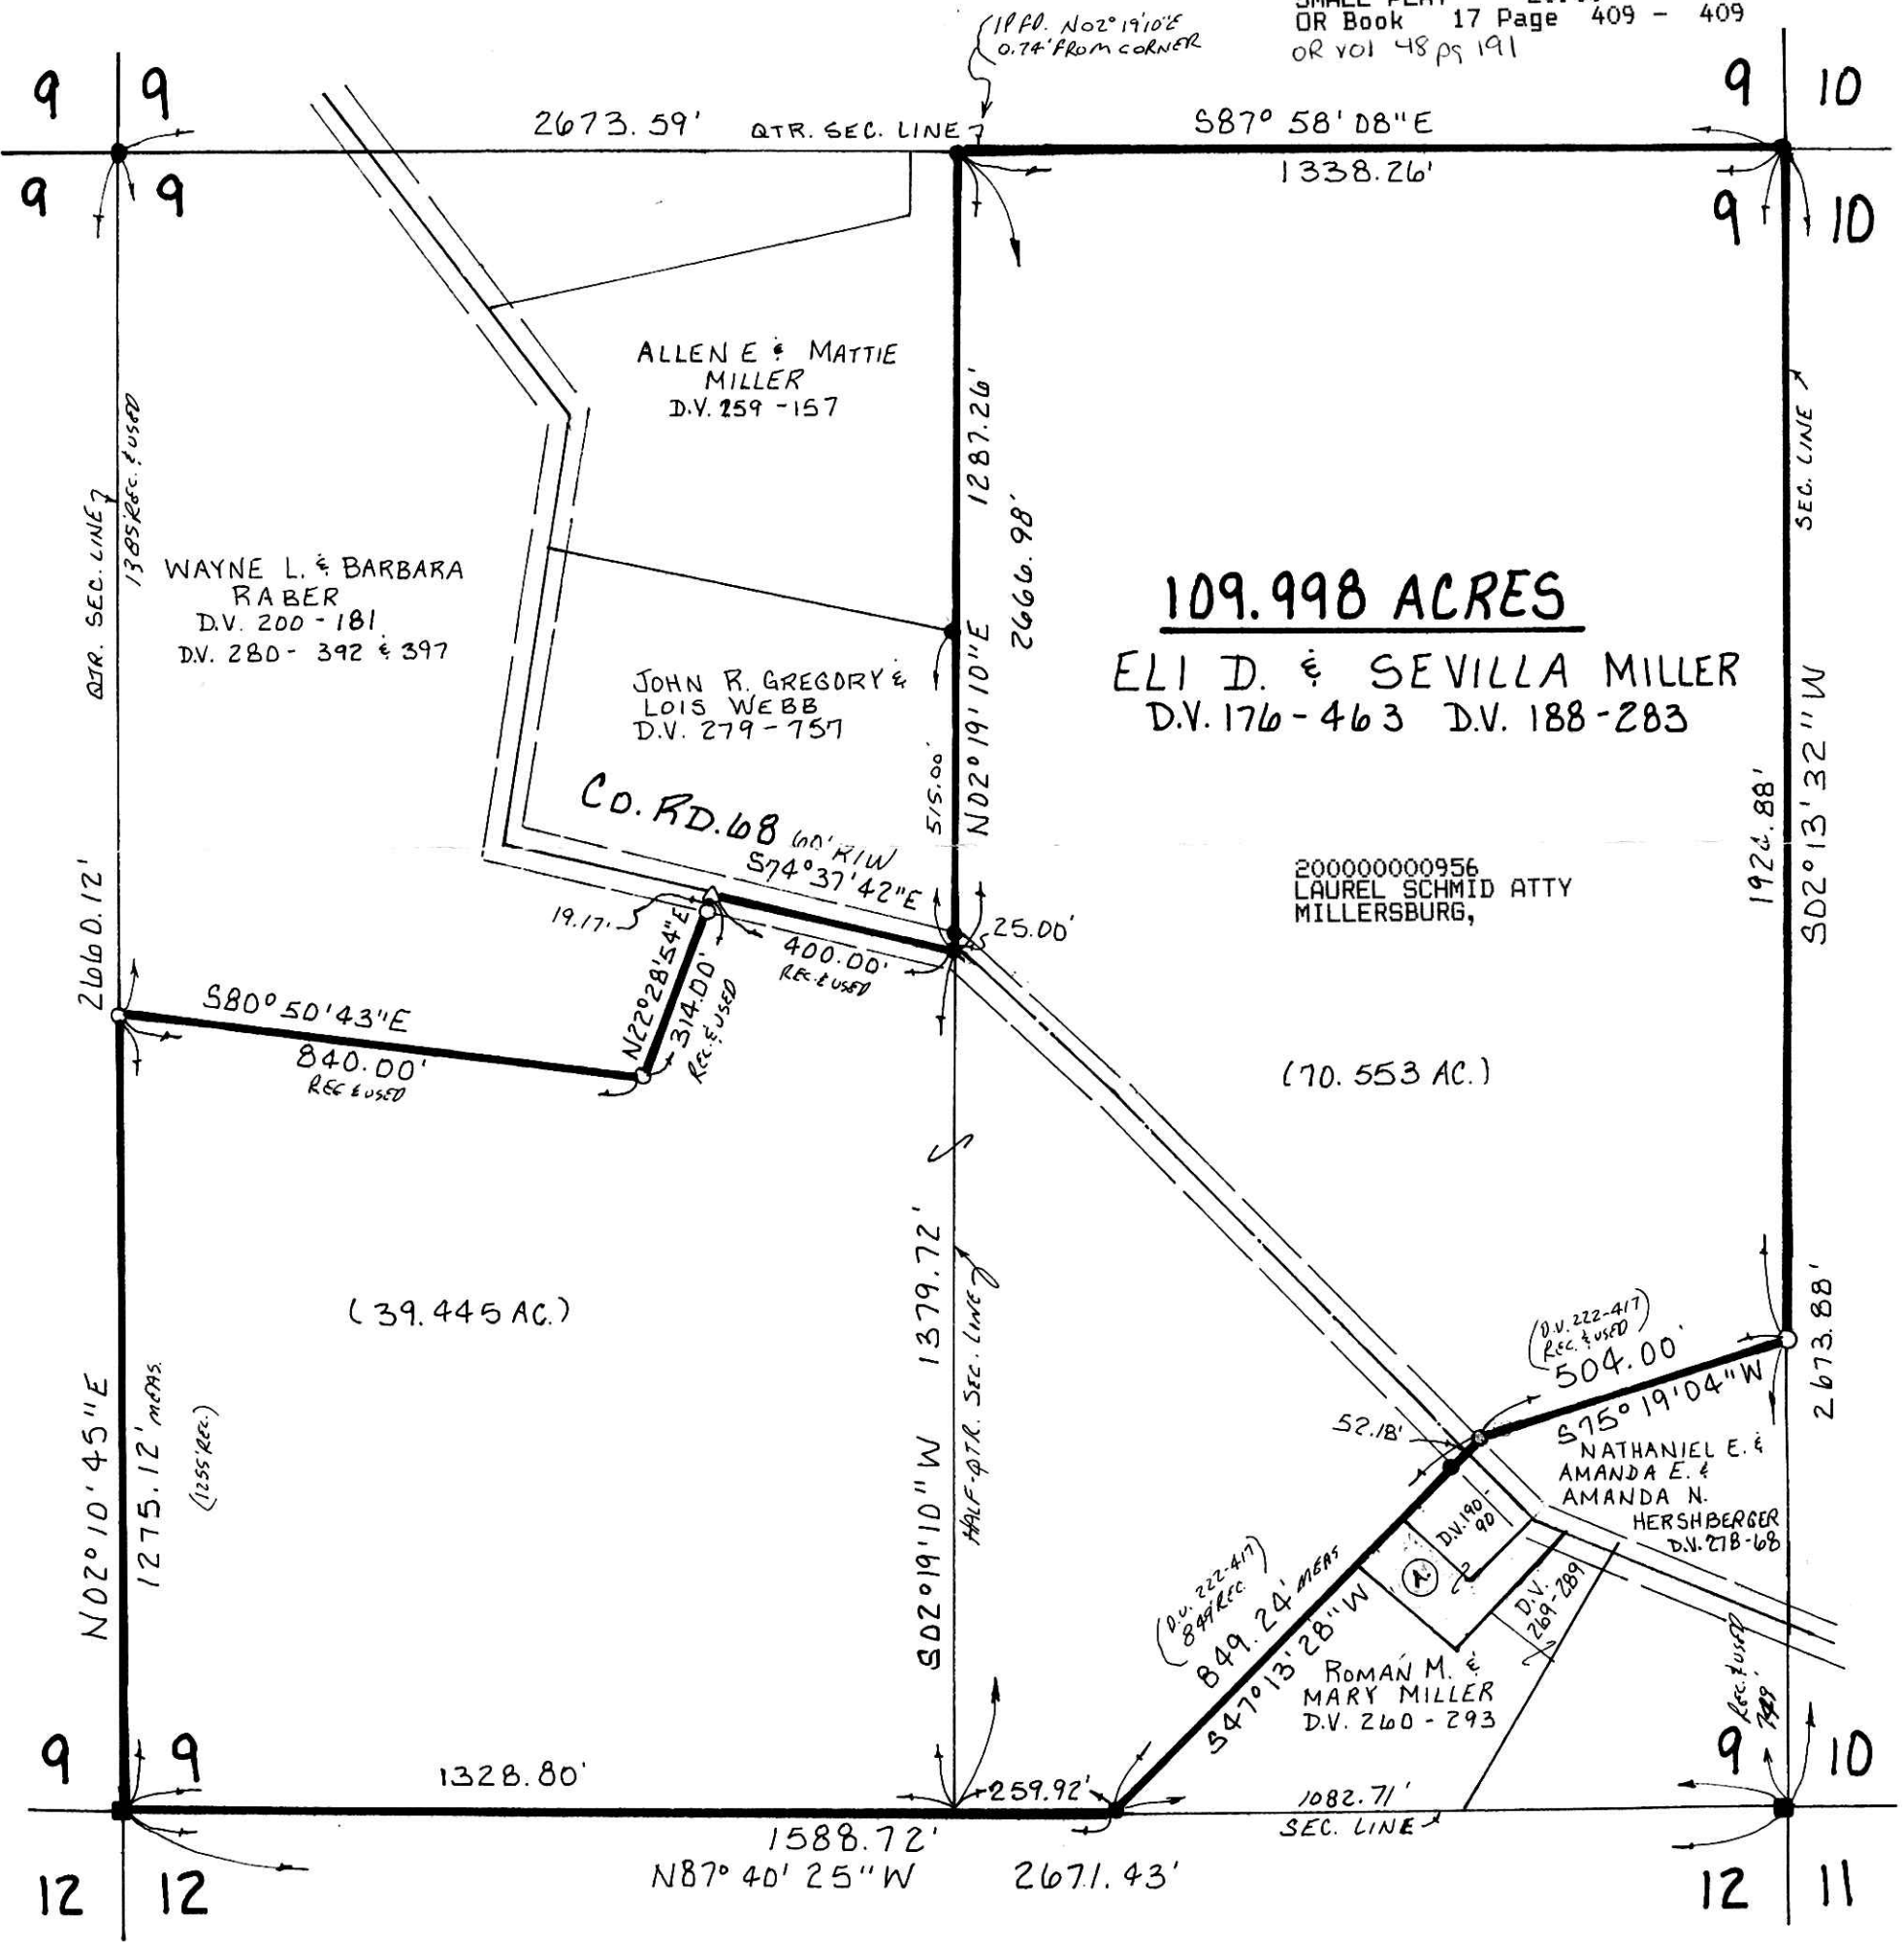 OR Book 17 Page 409 - 409
OR vol 48 pg 191
(IP FD. N02°19'10"E
0.74' FROM CORNER
9 9
9 10
2673.59' QTR. SEC. LINE
S87° 58' 08"E
1338.26'
9 9
9 10
ALLEN E & MATTIE
MILLER
D.V. 259 - 157
1287.26'
2666.98'
N02° 19' 10"E
515.00'
SEC. LINE
QTR. SEC. LINE
1385' REC. & USED
WAYNE L. & BARBARA
RABER
D.V. 200 - 181
D.V. 280 - 392 & 397
109.998 ACRES
ELI D. & SEVILLA MILLER
D.V. 176 - 463 D.V. 188 - 283
JOHN R. GREGORY &
LOIS WEBB
D.V. 279 - 757
CO. RD. 68 60' R/W
S74° 37' 42"E
200000000956
LAUREL SCHMID ATTY
MILLERSBURG,
S02° 13' 32" W
2660.12'
19.17'
25.00'
400.00'
REC. & USED
N22° 28' 54"E
314.00'
REC. & USED
S80° 50' 43"E
840.00'
REC & USED
(70.553 AC.)
(39.445 AC.)
S02° 19' 10" W 1379.72'
HALF-QTR. SEC. LINE
2673.88'
(D.V. 222-417)
REC. & USED
504.00'
S75° 19' 04" W
52.18'
NATHANIEL E. &
AMANDA E. &
AMANDA N.
HERSHBERGER
D.V. 278-68
N02° 10' 45"E
1275.12' MEAS.
(1255' REC.)
D.V. 190-
90
A.
D.V.
269-289
(D.V. 222-417)
849' REC.
849.24' MEAS
S47° 13' 28" W
ROMAN M. &
MARY MILLER
D.V. 260 - 293
REC. & USED
749'
9 9
9 10
1328.80'
259.92'
1082.71'
SEC. LINE
1588.72'
N87° 40' 25" W 2671.43'
12 12
12 11